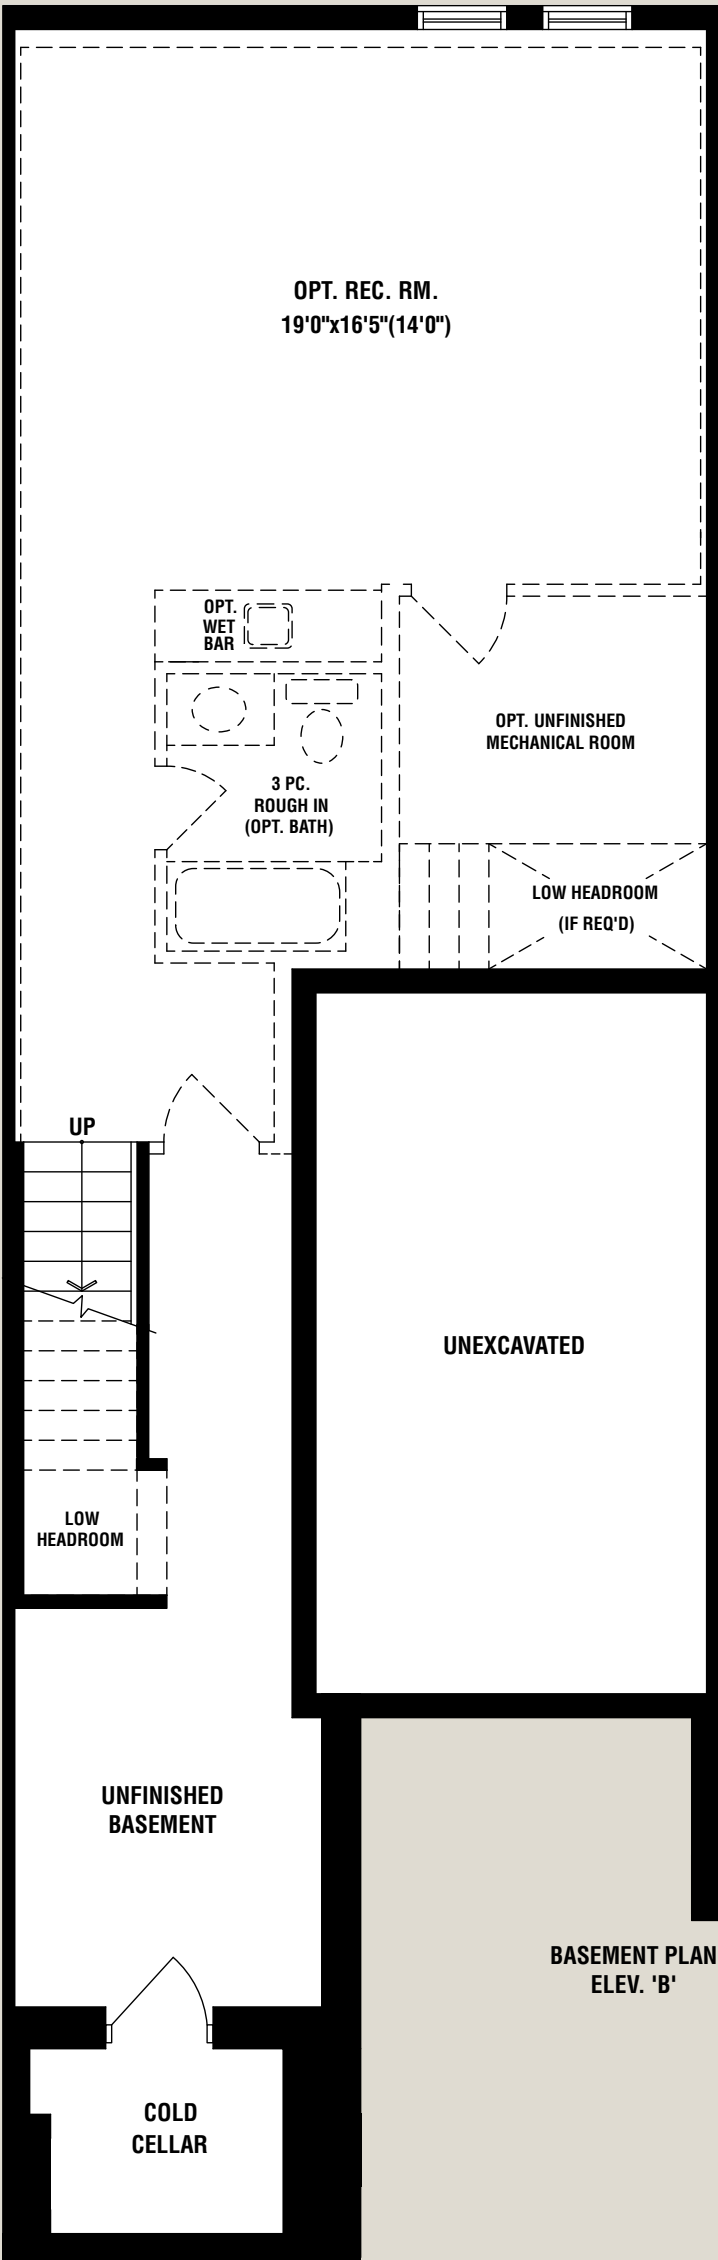 OPT. REC. RM.
19'0"x16'5"(14'0")
OPT.
WET
BAR
OPT. UNFINISHED
MECHANICAL ROOM
3 PC.
ROUGH IN
(OPT. BATH)
LOW HEADROOM
(IF REQ'D)
UP
UNEXCAVATED
LOW
HEADROOM
UNFINISHED
BASEMENT
BASEMENT PLAN
ELEV. 'B'
COLD
CELLAR